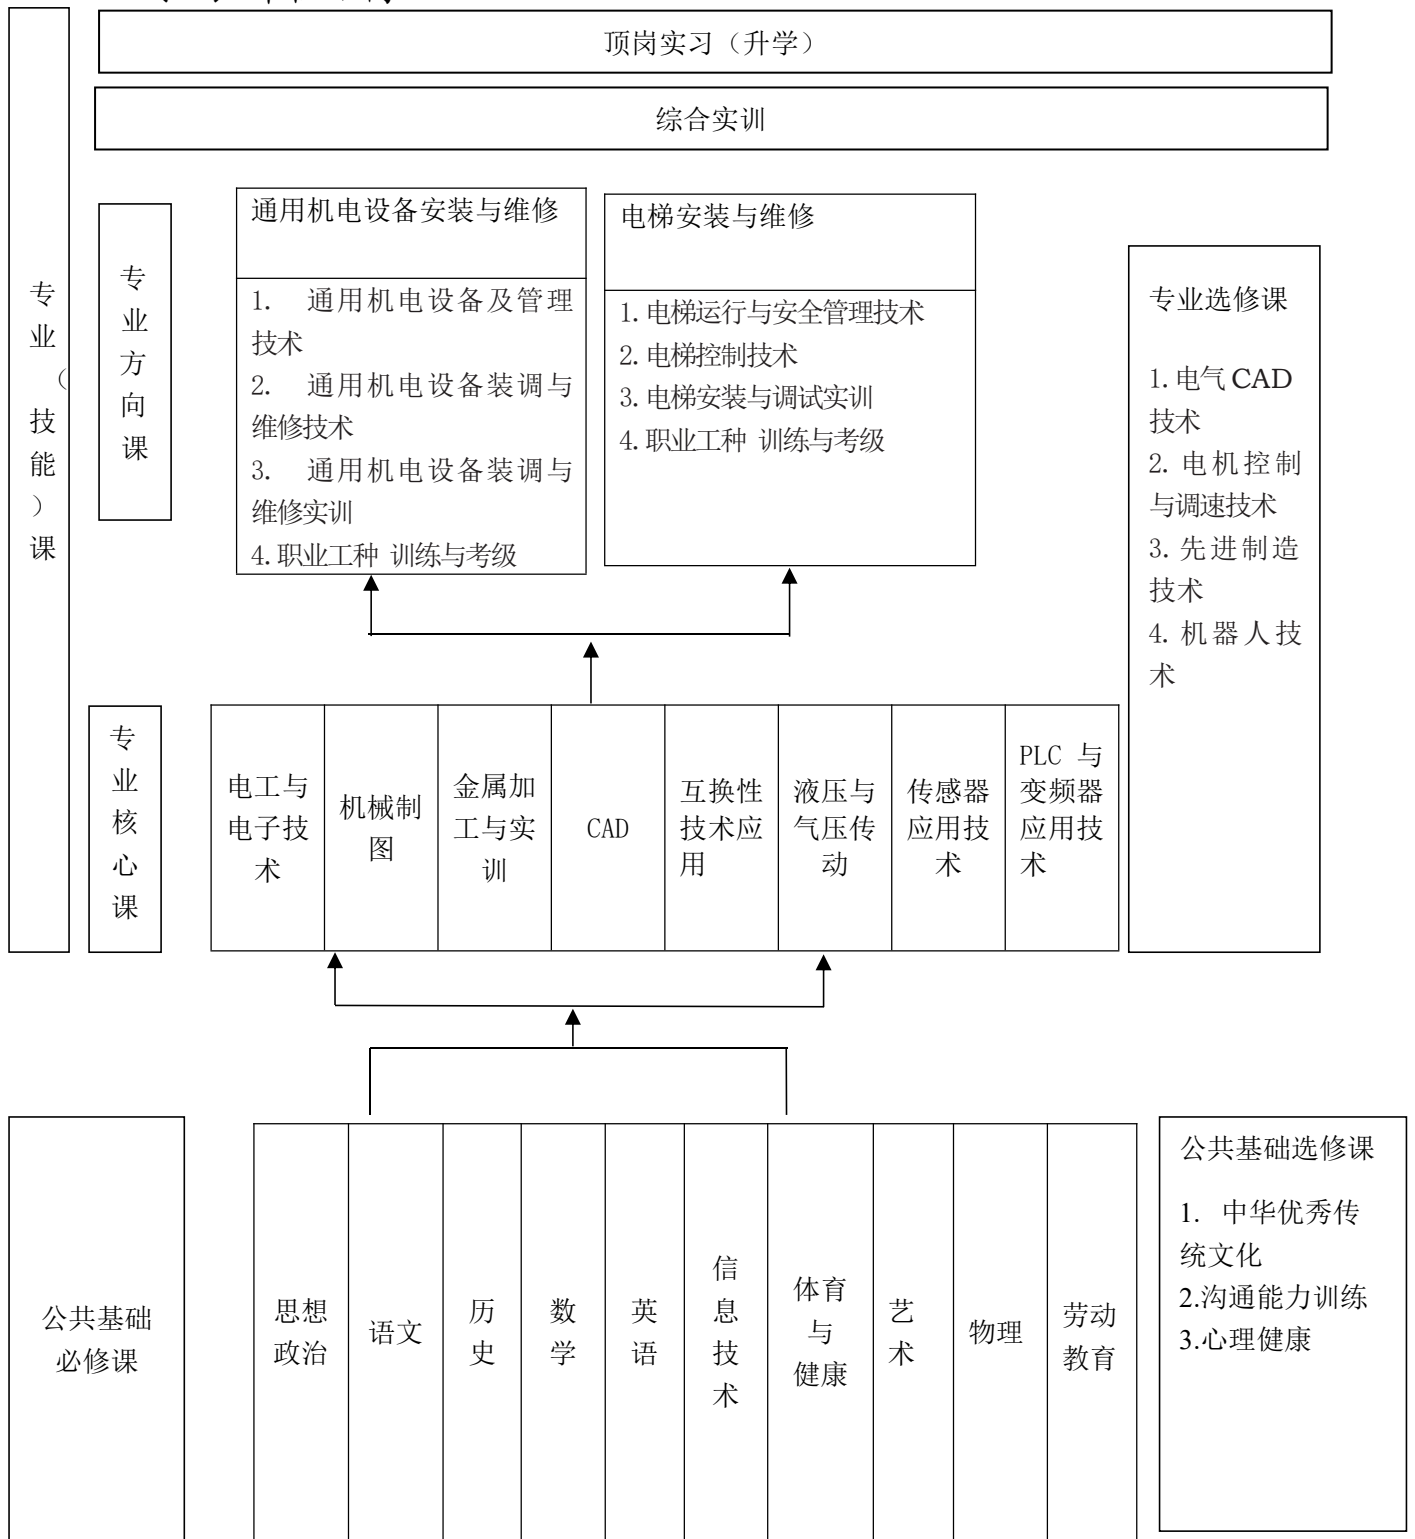 顶岗实习（升学）
综合实训
专
业
（
技
能
）
课
专
业
方
向
课
通用机电设备安装与维修
1. 通用机电设备及管理
技术
2. 通用机电设备装调与
维修技术
3. 通用机电设备装调与
维修实训
4.职业工种 训练与考级
电梯安装与维修
1.电梯运行与安全管理技术
2.电梯控制技术
3.电梯安装与调试实训
4.职业工种 训练与考级
专业选修课
1.电气 CAD
技术
2.电机控制
与调速技术
3.先进制造
技术
4.机器人技
术
专
业
核
心
课
电工与
电子技
术
机械制
图
金属加
工与实
训
CAD
互换性
技术应
用
液压与
气压传
动
传感器
应用技
术
PLC 与
变频器
应用技
术
公共基础
必修课
思想
政治
语文
历
史
数
学
英
语
信
息
技
术
体育
与
健康
艺
术
物理
劳动
教育
公共基础选修课
1. 中华优秀传
统文化
2.沟通能力训练
3.心理健康